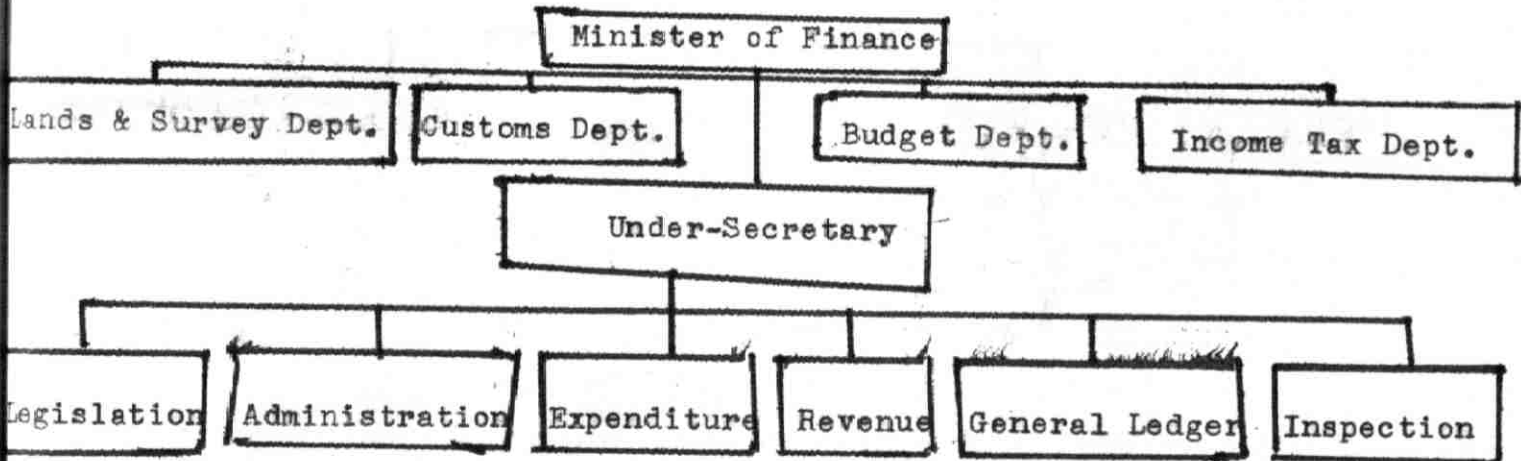 Minister of Finance
Lands & Survey Dept. Customs Dept. Budget Dept. Income Tax Dept.
Under-Secretary
Legislation Administration Expenditure Revenue General Ledger Inspection